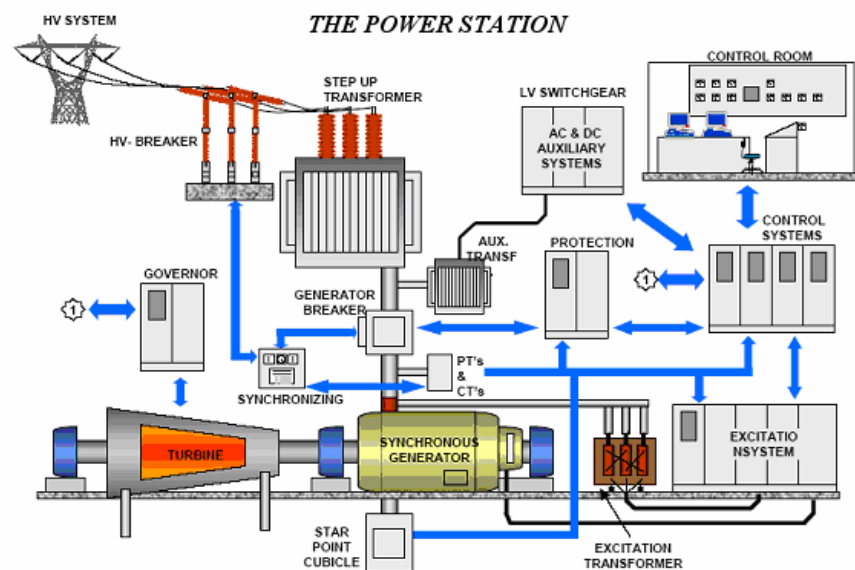 THE POWER STATION
HV SYSTEM
STEP UP
TRANSFORMER
HV- BREAKER
LV SWITCHGEAR
AC & DC
AUXILIARY
SYSTEMS
CONTROL ROOM
CONTROL
SYSTEMS
AUX.
TRANSF
PROTECTION
GOVERNOR
1
1
GENERATOR
BREAKER
SYNCHRONIZING
PT's
&
CT's
TURBINE
SYNCHRONOUS
GENERATOR
EXCITATIO
NSYSTEM
STAR
POINT
CUBICLE
EXCITATION
TRANSFORMER